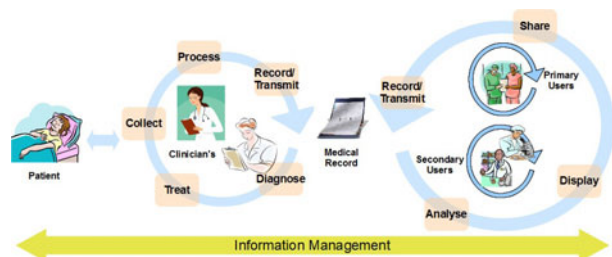 Patient
Collect
Process
Record/
Transmit
Clinician's
Treat
Diagnose
Medical
Record
Record/
Transmit
Share
Primary
Users
Secondary
Users
Display
Analyse
Information Management